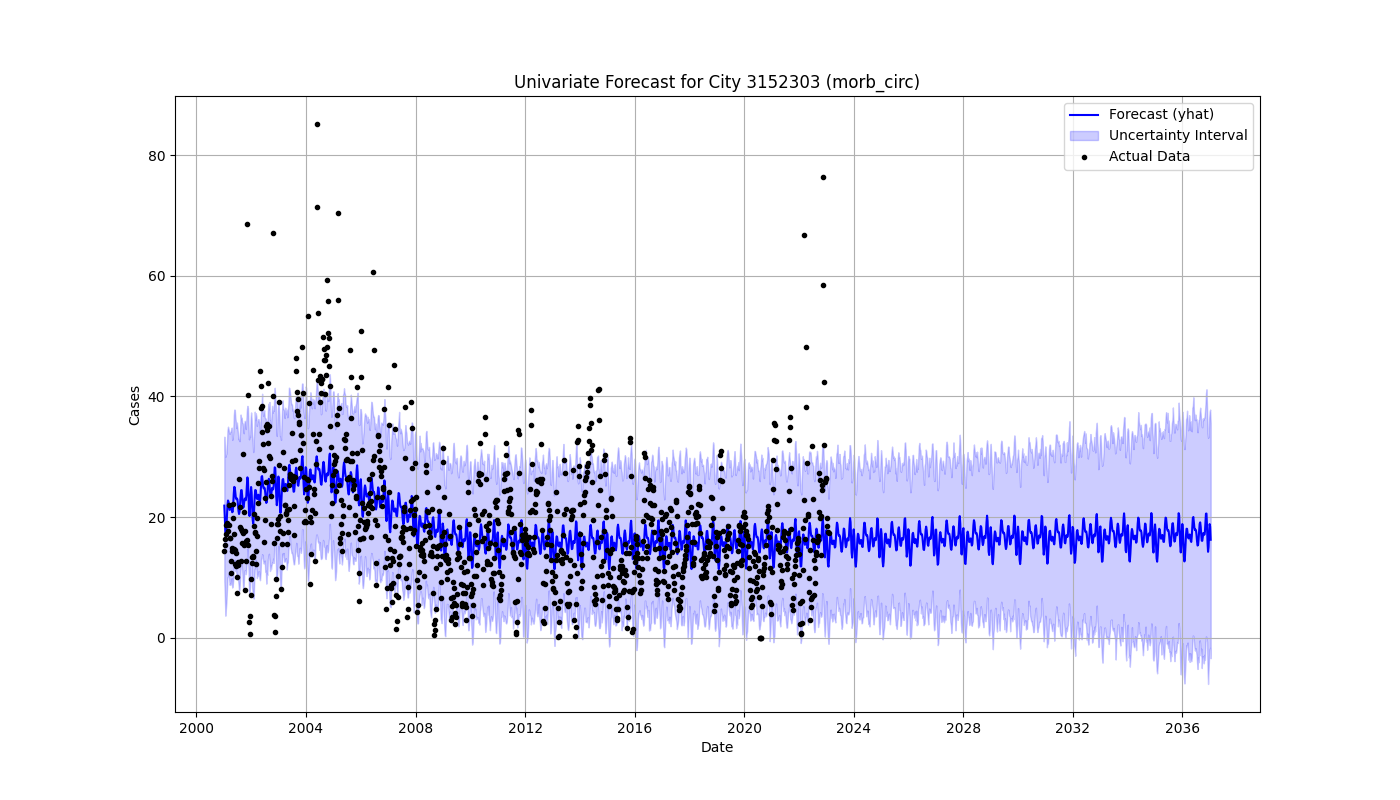 Univariate Forecast for City 3152303 (morb_circ)
Forecast (yhat)
Uncertainty Interval
Actual Data
Cases
80
60
40
20
0
2000 2004 2008 2012 2016 2020 2024 2028 2032 2036
Date